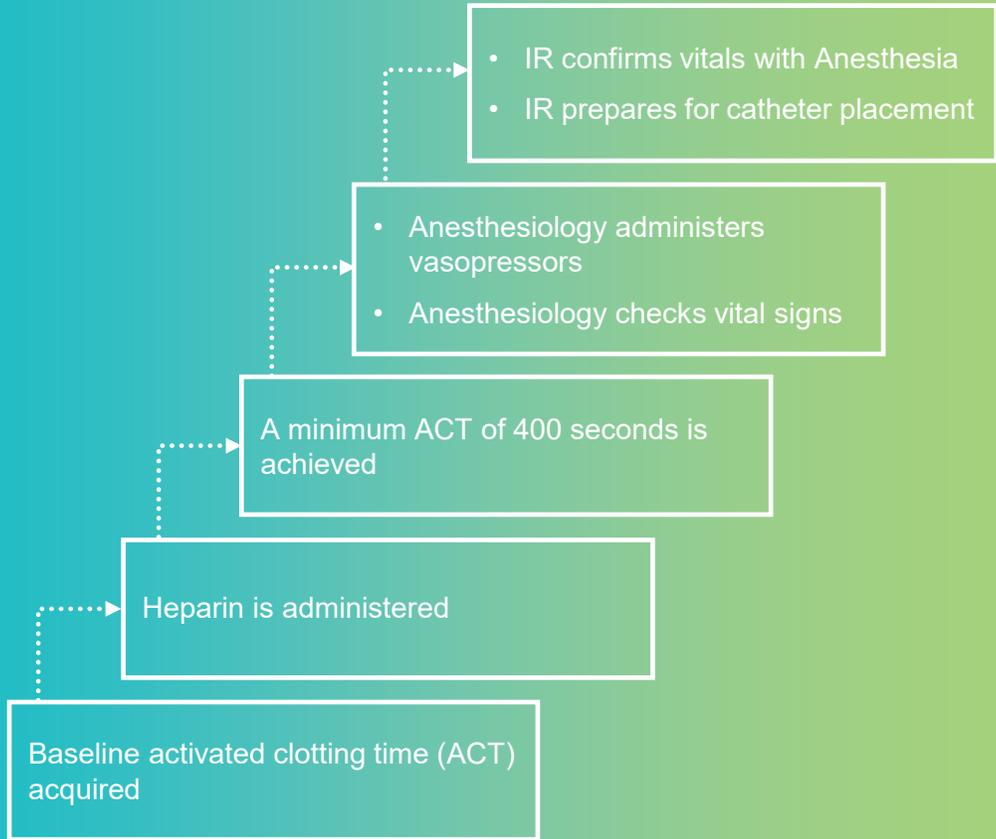 • IR confirms vitals with Anesthesia
• IR prepares for catheter placement
• Anesthesiology administers
vasopressors
• Anesthesiology checks vital signs
A minimum ACT of 400 seconds is
achieved
Heparin is administered
Baseline activated clotting time (ACT)
acquired